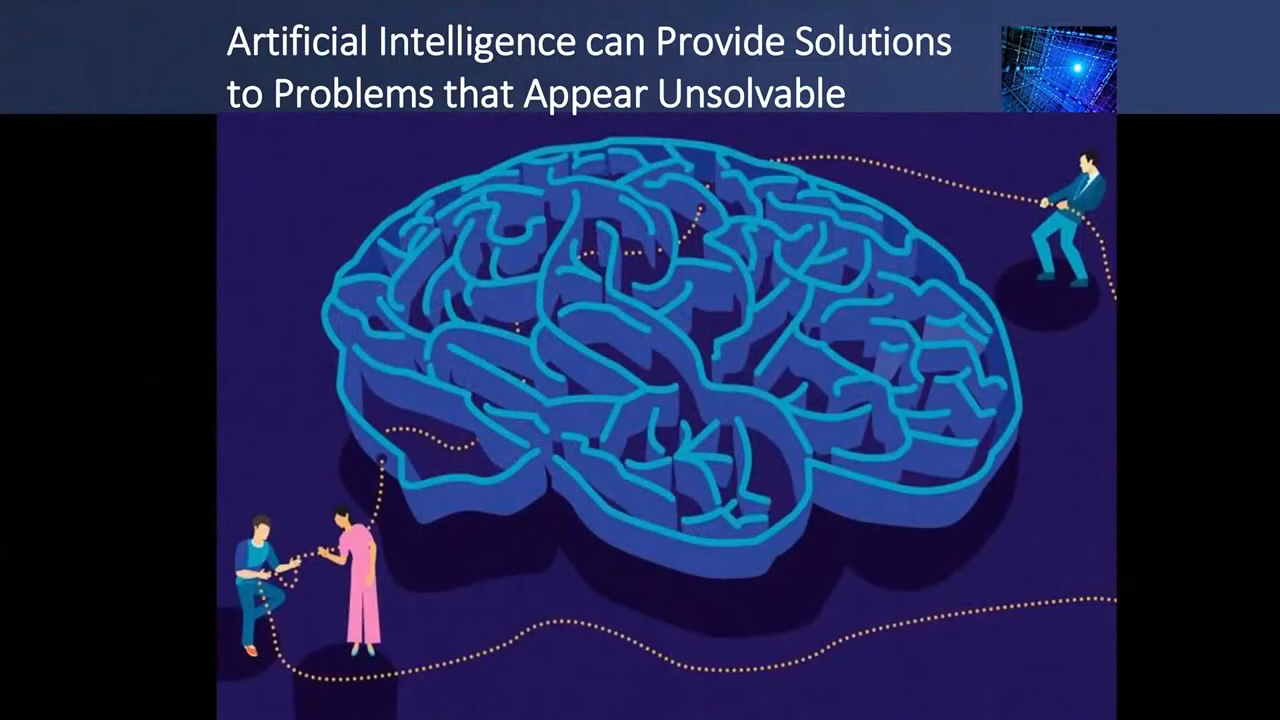 Artificial Intelligence can Provide Solutions
to Problems that Appear Unsolvable